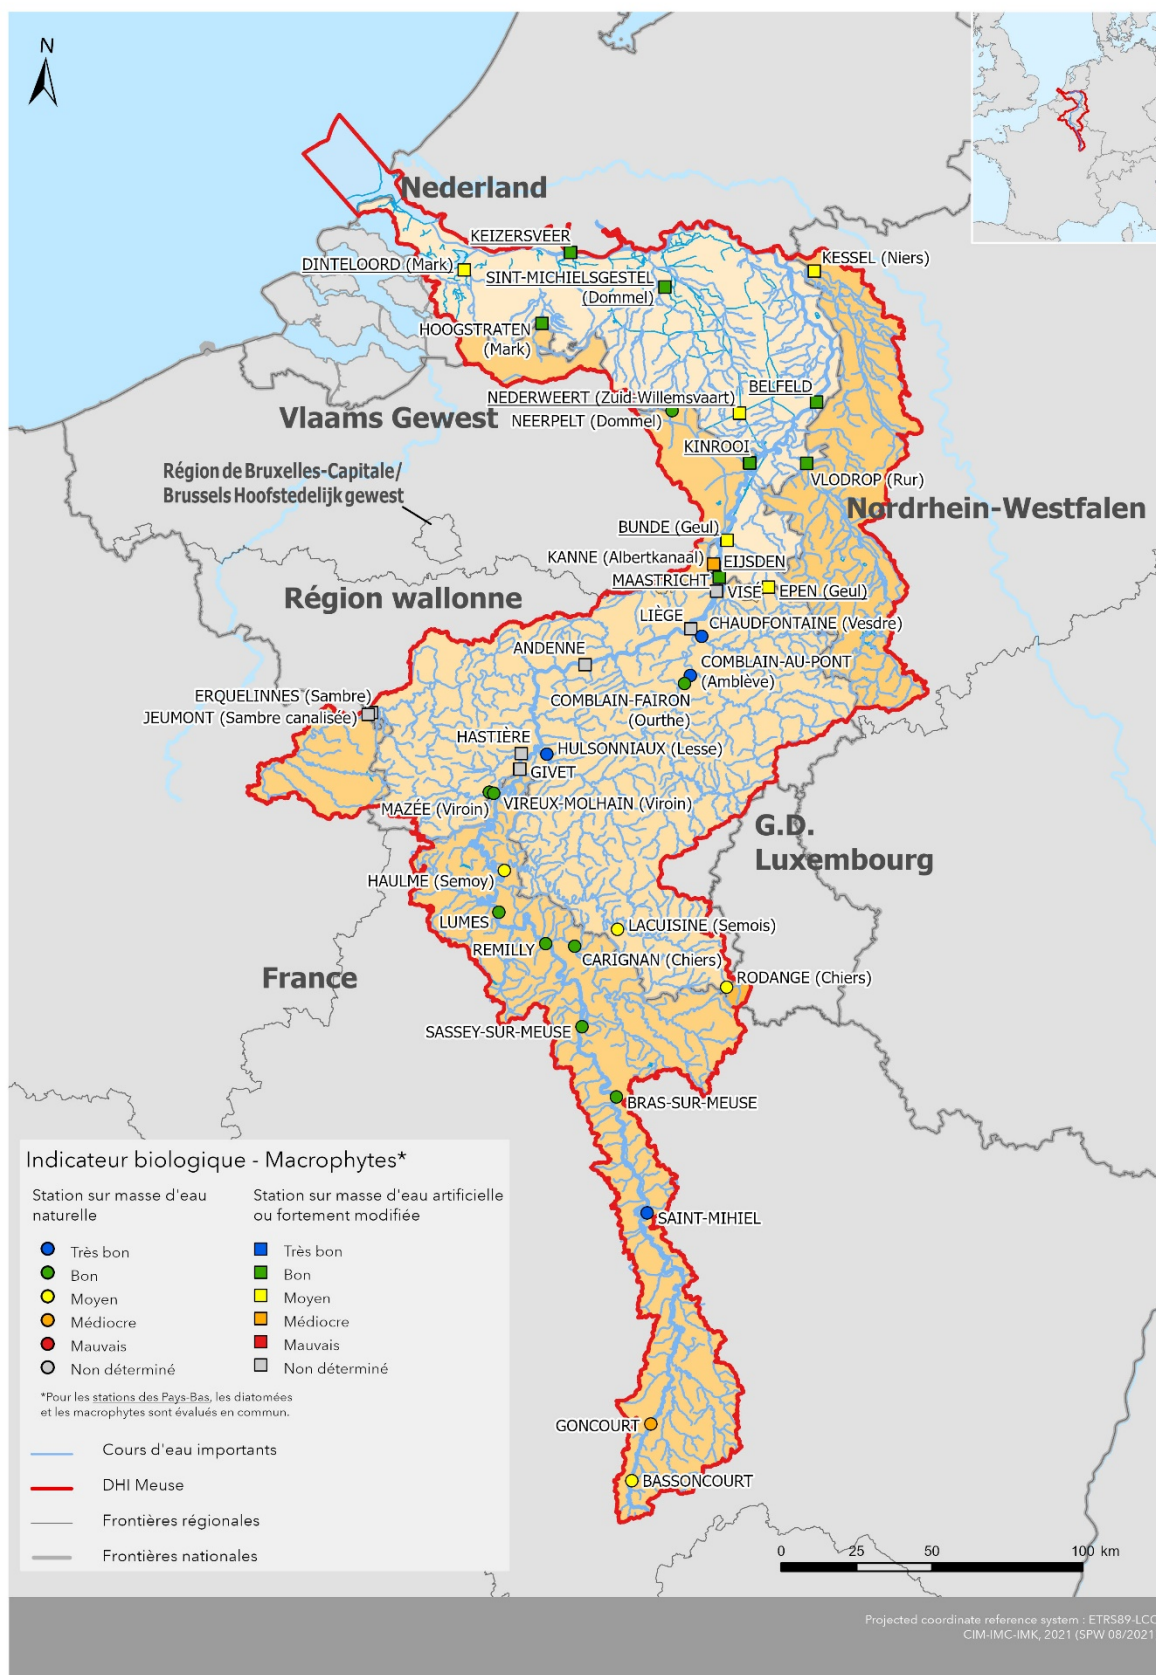 N
Nederland
KEIZERSVEER
DINTELOORD (Mark)
KESSEL (Niers)
SINT-MICHIELSGESTEL
(Dommel)
HOOGSTRATEN
(Mark)
BELFELD
NEDERWEERT (Zuid-Willemsvaart)
Vlaams Gewest
NEERPELT (Dommel)
KINROOI
Région de Bruxelles-Capitale/
Brussels Hoofstedelijk gewest
VLODROP (Rur)
Nordrhein-Westfalen
BUNDE (Geul)
KANNE (Albertkanaal)
EIJSDEN
MAASTRICHT
VISÉ
EPEN (Geul)
Région wallonne
LIÈGE
CHAUDFONTAINE (Vesdre)
ANDENNE
COMBLAIN-AU-PONT
(Amblève)
COMBLAIN-FAIRON
(Ourthe)
ERQUELINNES (Sambre)
JEUMONT (Sambre canalisée)
HASTIÈRE
HULSONNIAUX (Lesse)
GIVET
MAZÉE (Viroin)
VIREUX-MOLHAIN (Viroin)
G.D.
Luxembourg
HAULME (Semoy)
LUMES
LACUISINE (Semois)
REMILLY
CARIGNAN (Chiers)
France
RODANGE (Chiers)
SASSEY-SUR-MEUSE
BRAS-SUR-MEUSE
SAINT-MIHIEL
GONCOURT
BASSONCOURT
Indicateur biologique - Macrophytes*
Station sur masse d'eau
naturelle
Très bon
Bon
Moyen
Médiocre
Mauvais
Non déterminé
Station sur masse d'eau artificielle
ou fortement modifiée
Très bon
Bon
Moyen
Médiocre
Mauvais
Non déterminé
*Pour les stations des Pays-Bas, les diatomées
et les macrophytes sont évalués en commun.
Cours d'eau importants
DHI Meuse
Frontières régionales
Frontières nationales
0 25 50 100 km
Projected coordinate reference system : ETRS89-LCC
CIM-IMC-IMK, 2021 (SPW 08/2021